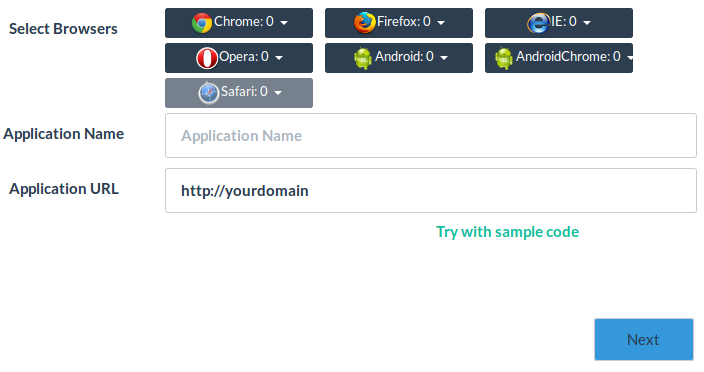 Select Browsers Chrome: 0 Firefox: 0 IE: 0
Opera: 0 Android: 0 AndroidChrome: 0
Safari: 0
Application Name Application Name
Application URL http://yourdomain
Try with sample code
Next